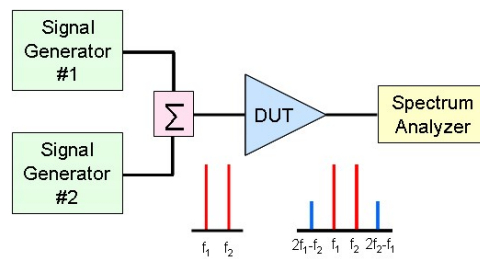 Signal
Generator
#1
Σ
DUT
Spectrum
Analyzer
Signal
Generator
#2
f₁ f₂
2f₁-f₂ f₁ f₂ 2f₂-f₁